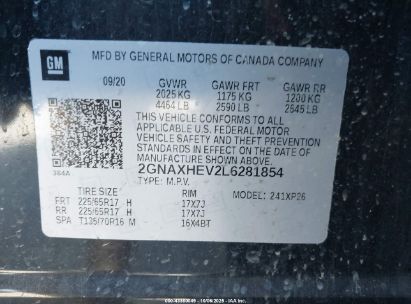 GM
MFD BY GENERAL MOTORS OF CANADA COMPANY
09/20 GVWR GAWR FRT GAWR RR
2025 KG 1175 KG 1200 KG
4464 LB 2590 LB 2545 LB
THIS VEHICLE CONFORMS TO ALL
APPLICABLE U.S. FEDERAL MOTOR
VEHICLE SAFETY AND THEFT PREVENTION
STANDARDS IN EFFECT ON THE DATE OF
MANUFACTURE SHOWN ABOVE.
384A 2GNAXHEV2L6281854
TYPE: M.P.V. MODEL: 241XP26
TIRE SIZE RIM
FRT 225/65R17 H 17X7J
RR 225/65R17 H 17X7J
SPA T135/70R16 M 16X4BT